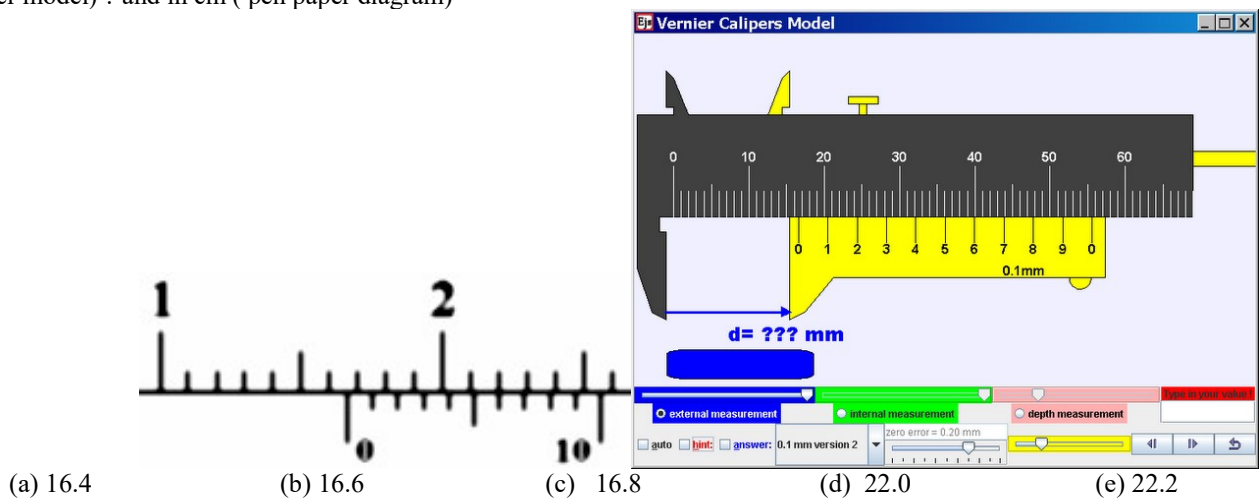 er model) ? and in cm ( pen paper diagram)
Ejs Vernier Calipers Model
0 10 20 30 40 50 60
0 1 2 3 4 5 6 7 8 9 0
0.1mm
d= ??? mm
1 2
0 10
Type in your value!
external measurement internal measurement depth measurement
zero error = 0.20 mm
auto hint: answer: 0.1 mm version 2
(a) 16.4 (b) 16.6 (c) 16.8 (d) 22.0 (e) 22.2